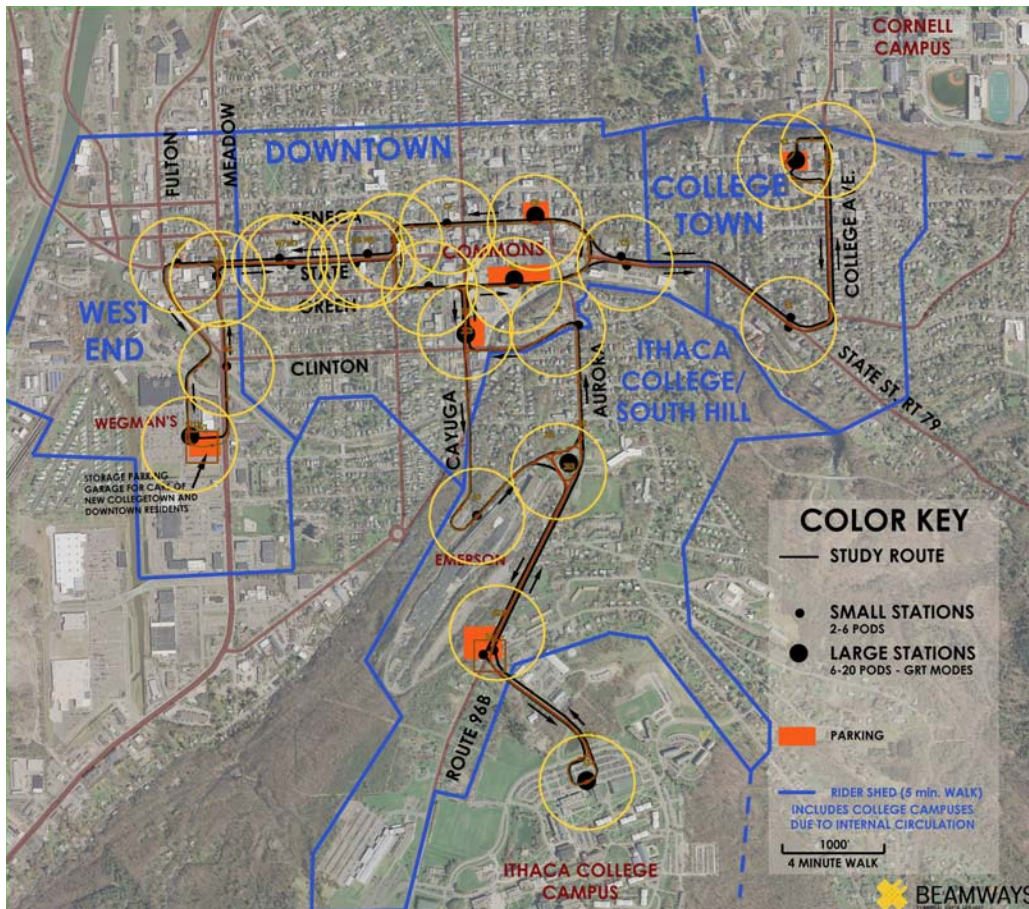 CORNELL
CAMPUS
FULTON
MEADOW
DOWNTOWN
SENECA
COLLEGE
TOWN
COLLEGE AVE.
COMMONS
STATE
GREEN
WEST
END
CLINTON
ITHACA
COLLEGE/
SOUTH HILL
AURORA
STATE ST. RT 79
CAYUGA
WEGMAN'S
STORAGE PARKING
GARAGE FOR CARS OF
NEW COLLEGETOWN AND
DOWNTOWN RESIDENTS
EMERSON
ROUTE 96B
ITHACA COLLEGE
CAMPUS
COLOR KEY
STUDY ROUTE
SMALL STATIONS
2-6 PODS
LARGE STATIONS
6-20 PODS - GRT MODES
PARKING
RIDER SHED (5 min. WALK)
INCLUDES COLLEGE CAMPUSES
DUE TO INTERNAL CIRCULATION
1000'
4 MINUTE WALK
BEAMWAYS